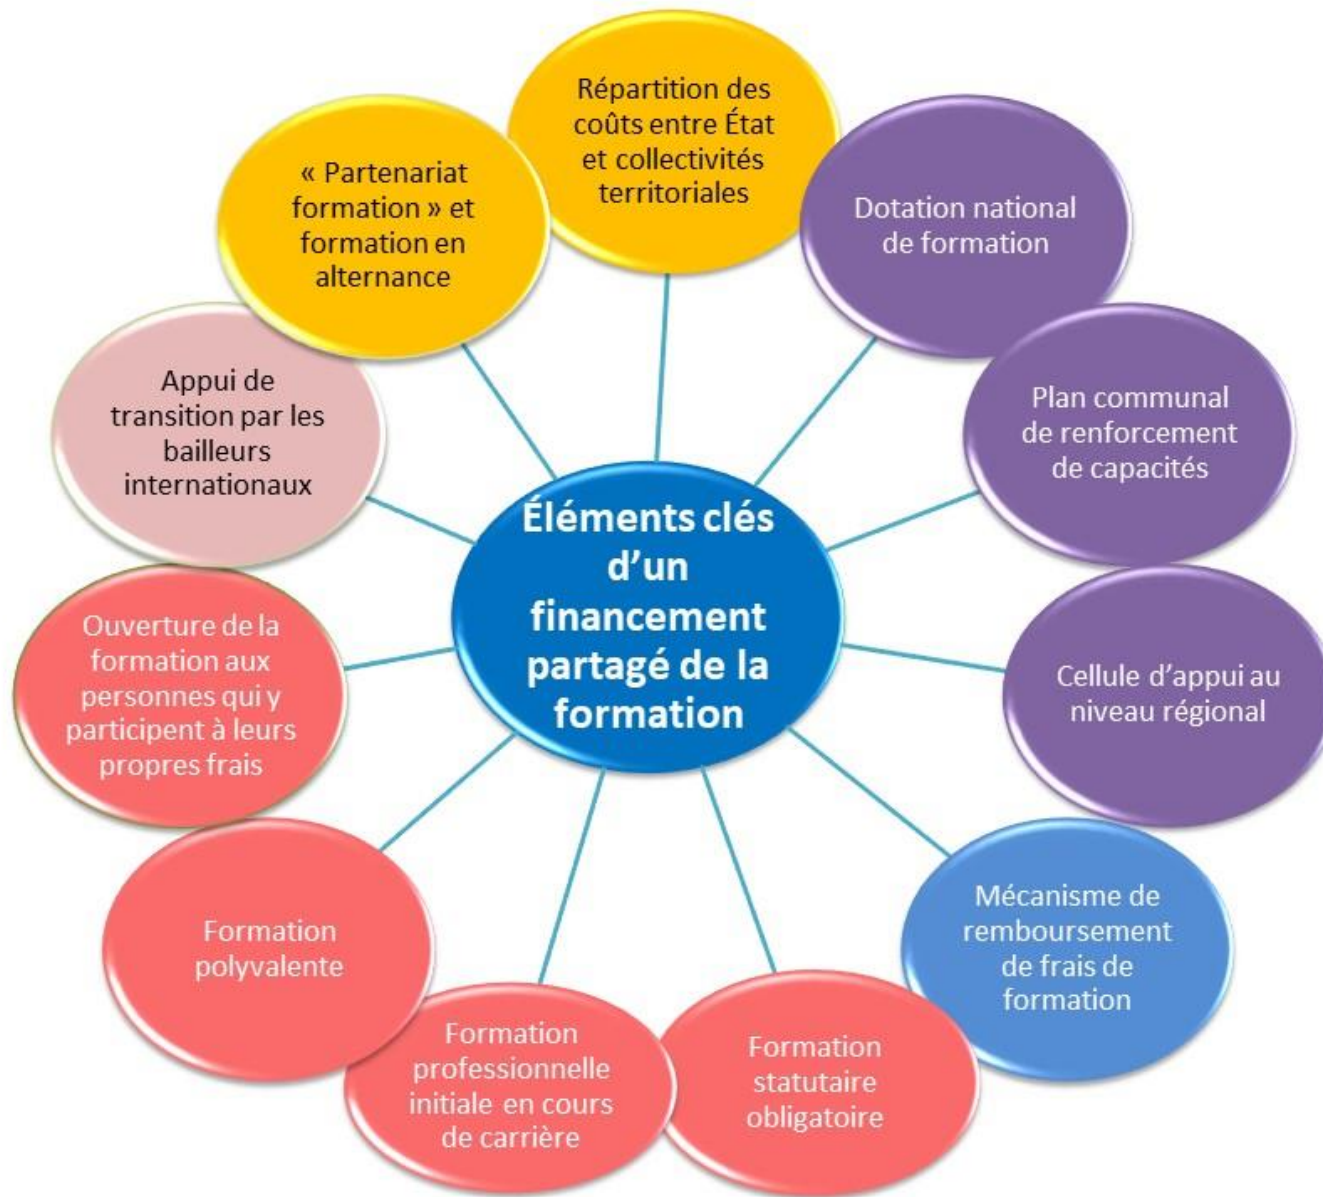 Répartition des
coûts entre État
et collectivités
territoriales
Dotation national
de formation
Plan communal
de renforcement
de capacités
Cellule d’appui au
niveau régional
Mécanisme de
remboursement
de frais de
formation
Formation
statutaire
obligatoire
Formation
professionnelle
initiale en cours
de carrière
Formation
polyvalente
Ouverture de la
formation aux
personnes qui y
participent à leurs
propres frais
Appui de
transition par les
bailleurs
internationaux
« Partenariat
formation » et
formation en
alternance
Éléments clés
d’un
financement
partagé de la
formation